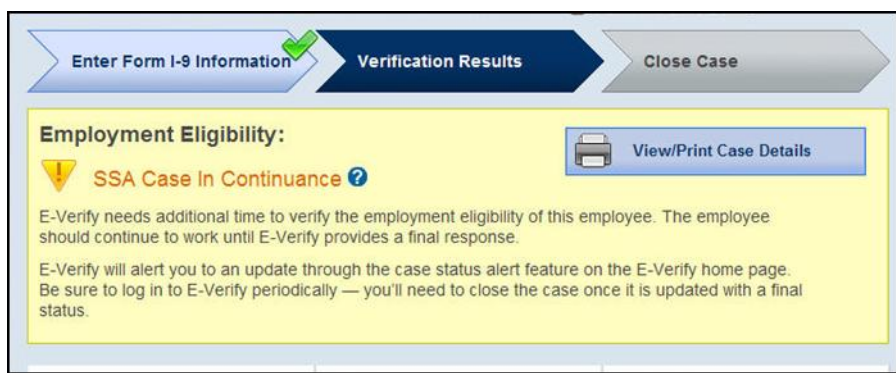 Enter Form I-9 Information
Verification Results
Close Case
Employment Eligibility:
View/Print Case Details
SSA Case In Continuance ?
E-Verify needs additional time to verify the employment eligibility of this employee. The employee
should continue to work until E-Verify provides a final response.
E-Verify will alert you to an update through the case status alert feature on the E-Verify home page.
Be sure to log in to E-Verify periodically — you'll need to close the case once it is updated with a final
status.